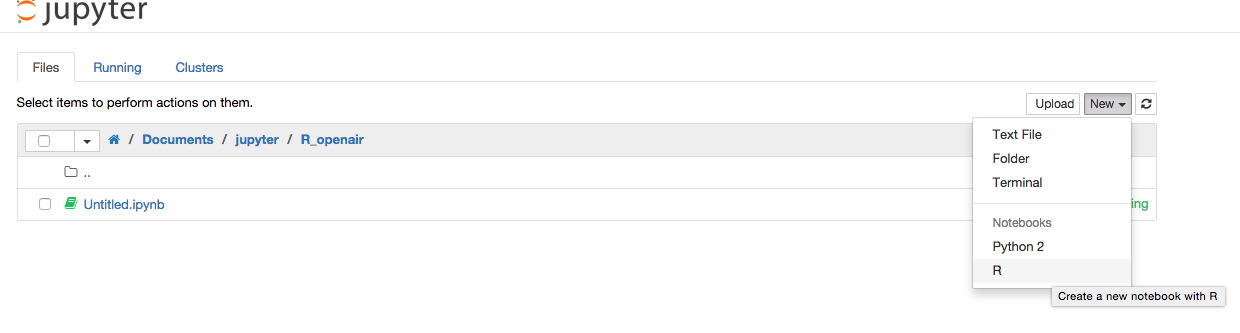 jupyter
Files Running Clusters
Select items to perform actions on them.
Upload New
/ Documents / jupyter / R_openair
Text File
Folder
Terminal
..
Untitled.ipynb
ing
Notebooks
Python 2
R
Create a new notebook with R